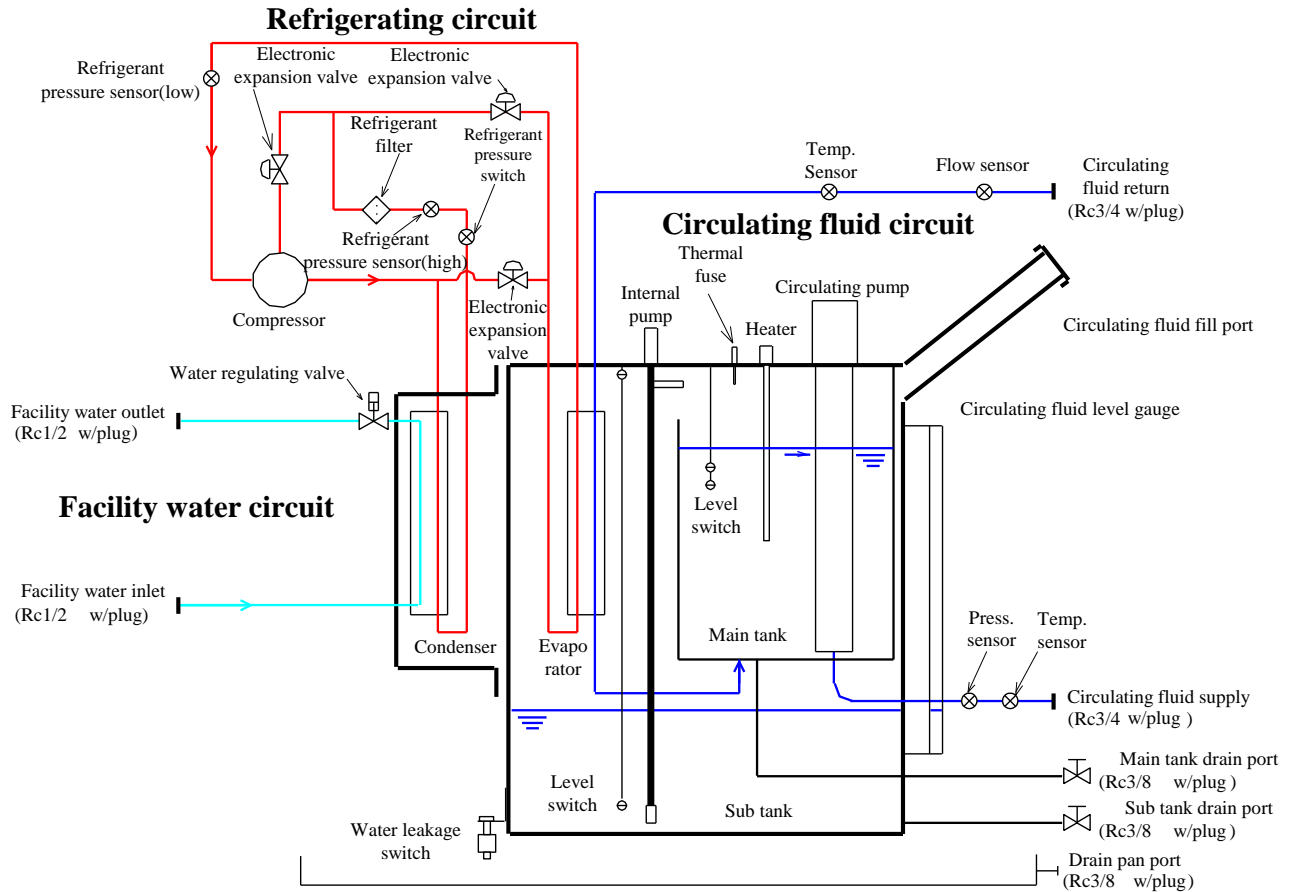 Refrigerating circuit
Electronic
expansion valve
Electronic
expansion valve
Refrigerant
pressure sensor(low)
Refrigerant
filter
Refrigerant
pressure
switch
Refrigerant
pressure sensor(high)
Compressor
Electronic
expansion
valve
Temp.
Sensor
Flow sensor
Circulating
fluid return
(Rc3/4 w/plug)
Circulating fluid circuit
Thermal
fuse
Internal
pump
Heater
Circulating pump
Circulating fluid fill port
Circulating fluid level gauge
Water regulating valve
Facility water outlet
(Rc1/2 w/plug)
Facility water circuit
Facility water inlet
(Rc1/2 w/plug)
Condenser
Evapo
rator
Level
switch
Main tank
Press.
sensor
Temp.
sensor
Circulating fluid supply
(Rc3/4 w/plug )
Main tank drain port
(Rc3/8 w/plug )
Sub tank drain port
(Rc3/8 w/plug )
Level
switch
Sub tank
Water leakage
switch
Drain pan port
(Rc3/8 w/plug)